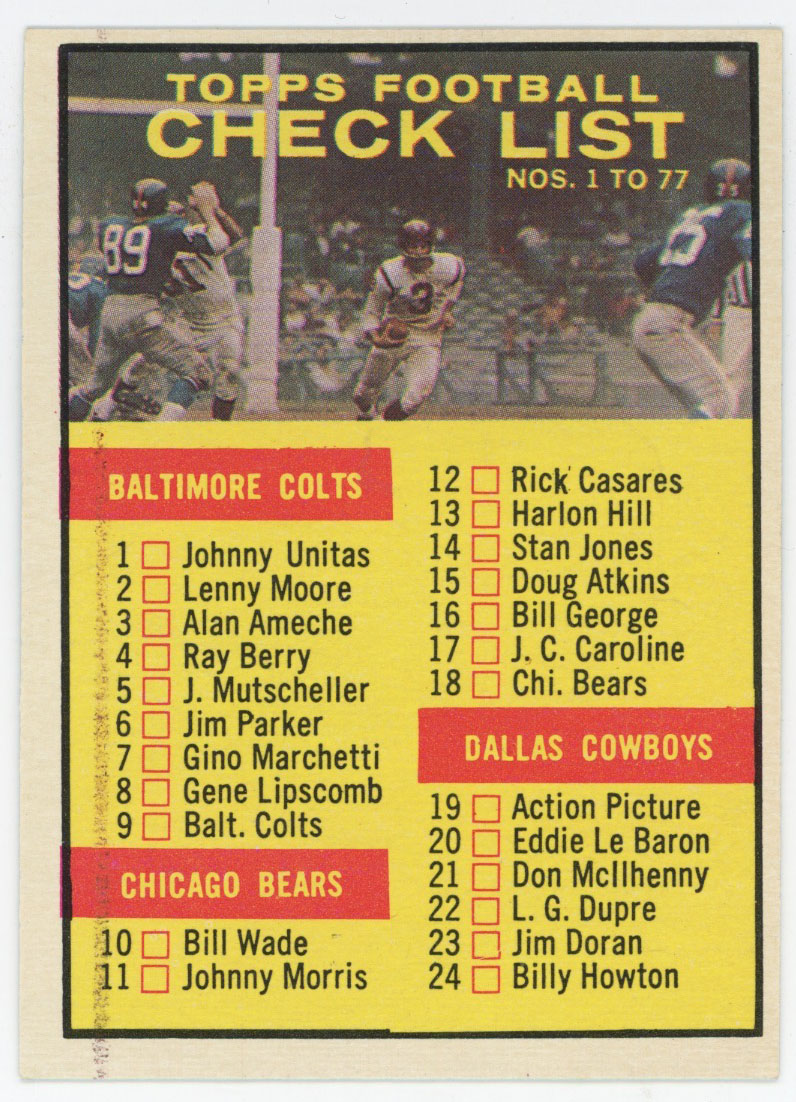 TOPPS FOOTBALL
CHECK LIST
NOS. 1 TO 77
89
3
75
BALTIMORE COLTS
1 Johnny Unitas
2 Lenny Moore
3 Alan Ameche
4 Ray Berry
5 J. Mutscheller
6 Jim Parker
7 Gino Marchetti
8 Gene Lipscomb
9 Balt. Colts
CHICAGO BEARS
10 Bill Wade
11 Johnny Morris
12 Rick Casares
13 Harlon Hill
14 Stan Jones
15 Doug Atkins
16 Bill George
17 J. C. Caroline
18 Chi. Bears
DALLAS COWBOYS
19 Action Picture
20 Eddie Le Baron
21 Don McIlhenny
22 L. G. Dupre
23 Jim Doran
24 Billy Howton